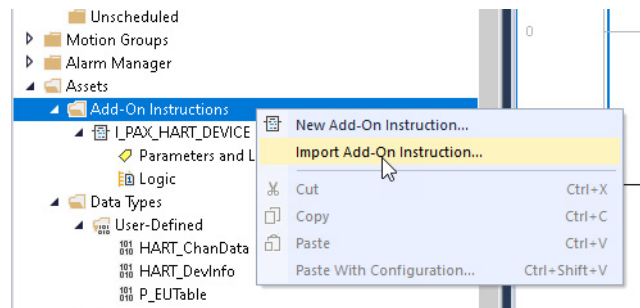 Unscheduled
Motion Groups
Alarm Manager
Assets
Add-On Instructions
I_PAX_HART_DEVICE
Parameters and L
Logic
Data Types
User-Defined
HART_ChanData
HART_DevInfo
P_EUTable
0
New Add-On Instruction...
Import Add-On Instruction...
Cut Ctrl+X
Copy Ctrl+C
Paste Ctrl+V
Paste With Configuration... Ctrl+Shift+V